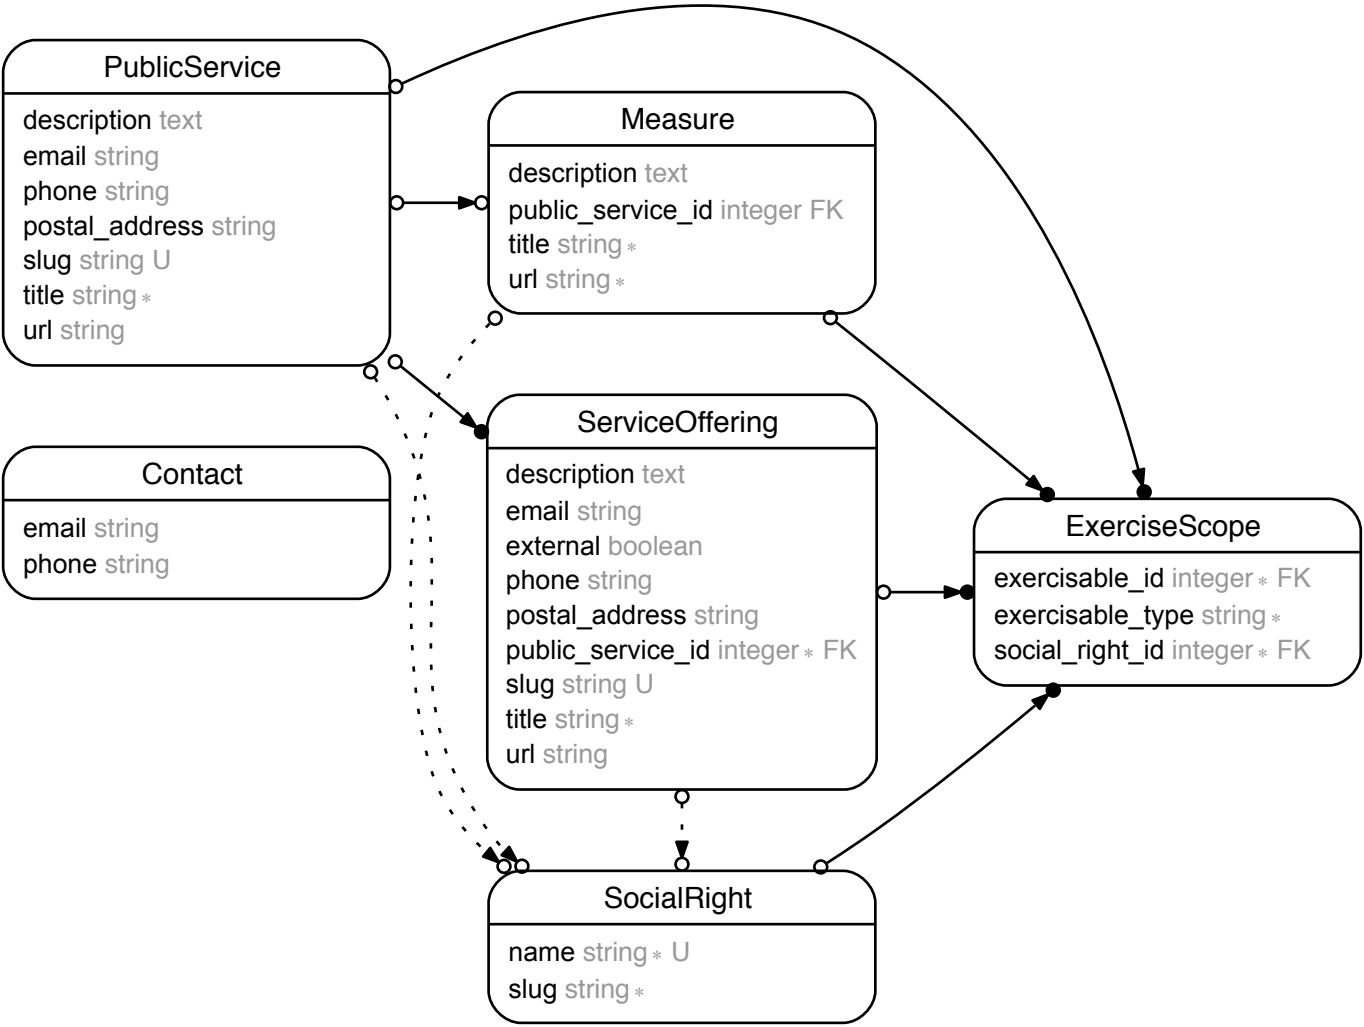 PublicService
description text
email string
phone string
postal_address string
slug string U
title string ∗
url string
Measure
description text
public_service_id integer FK
title string ∗
url string ∗
Contact
email string
phone string
ServiceOffering
description text
email string
external boolean
phone string
postal_address string
public_service_id integer ∗ FK
slug string U
title string ∗
url string
ExerciseScope
exercisable_id integer ∗ FK
exercisable_type string ∗
social_right_id integer ∗ FK
SocialRight
name string ∗ U
slug string ∗